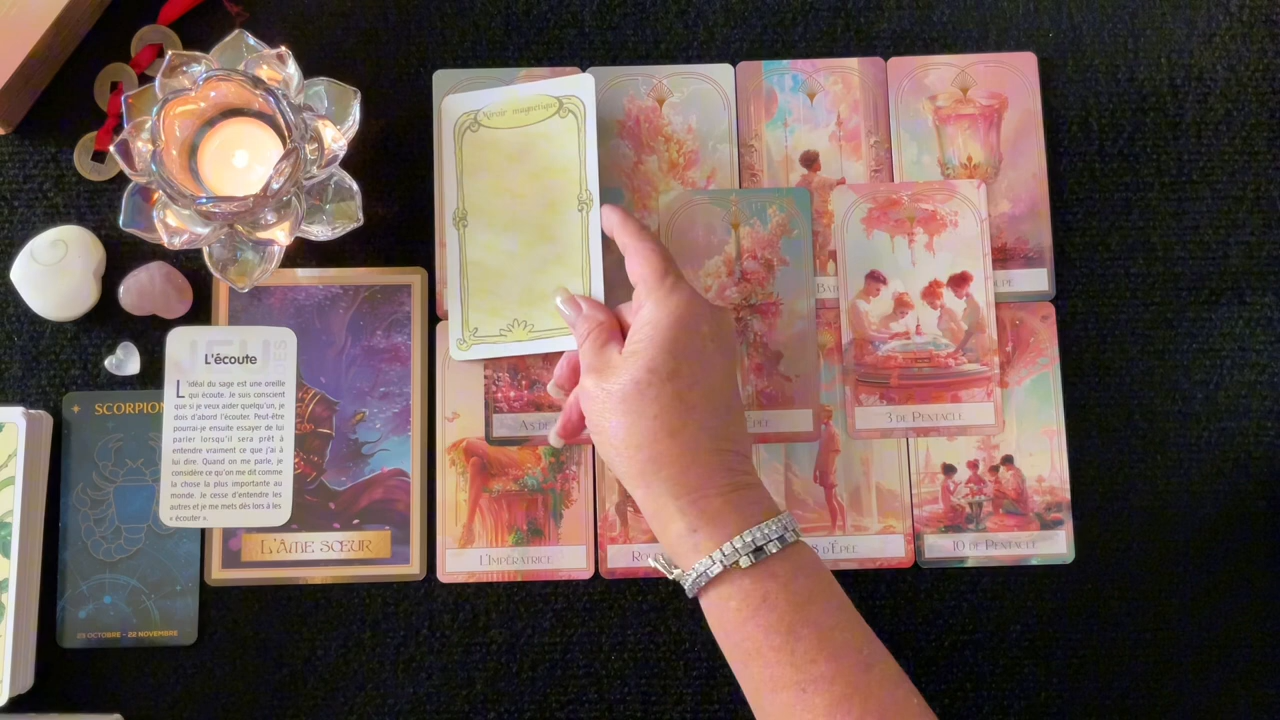 Miroir magnétique
L'écoute
L'idéal du sage est une oreille
qui écoute. Je suis conscient
que si je veux aider quelqu'un, je
dois d'abord l'écouter. Peut-être
pourrai-je ensuite essayer de lui
parler lorsqu'il sera prêt à
entendre vraiment ce que j'ai à
lui dire. Quand on me parle, je
considère ce qu'on me dit comme
la chose la plus importante au
monde. Je cesse d'entendre les
autres et je me mets dès lors à les
« écouter ».
SCORPION
23 OCTOBRE - 22 NOVEMBRE
L'ÂME SŒUR
BÂT
3 DE PENTACLE
AS DE
L'IMPÉRATRICE
ROU
8 D'ÉPÉE
10 DE PENTACLE